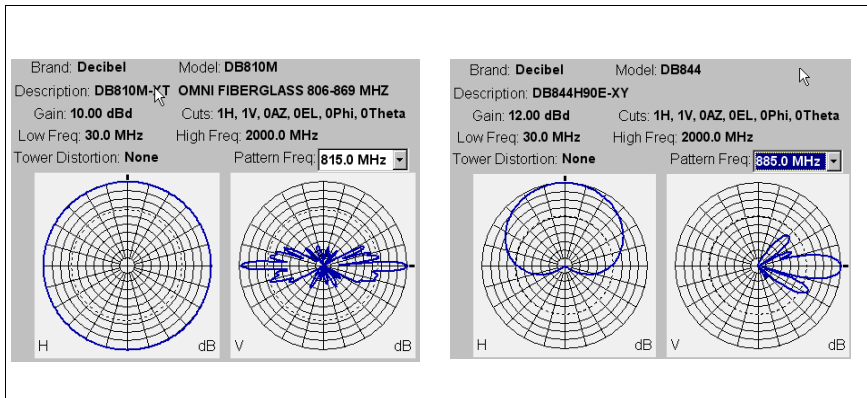 Brand: Decibel Model: DB810M
Description: DB810M-XT OMNI FIBERGLASS 806-869 MHZ
Gain: 10.00 dBd Cuts: 1H, 1V, 0AZ, 0EL, 0Phi, 0Theta
Low Freq: 30.0 MHz High Freq: 2000.0 MHz
Tower Distortion: None Pattern Freq: 815.0 MHz
H dB V dB
Brand: Decibel Model: DB844
Description: DB844H90E-XY
Gain: 12.00 dBd Cuts: 1H, 1V, 0AZ, 0EL, 0Phi, 0Theta
Low Freq: 30.0 MHz High Freq: 2000.0 MHz
Tower Distortion: None Pattern Freq: 885.0 MHz
H dB V dB